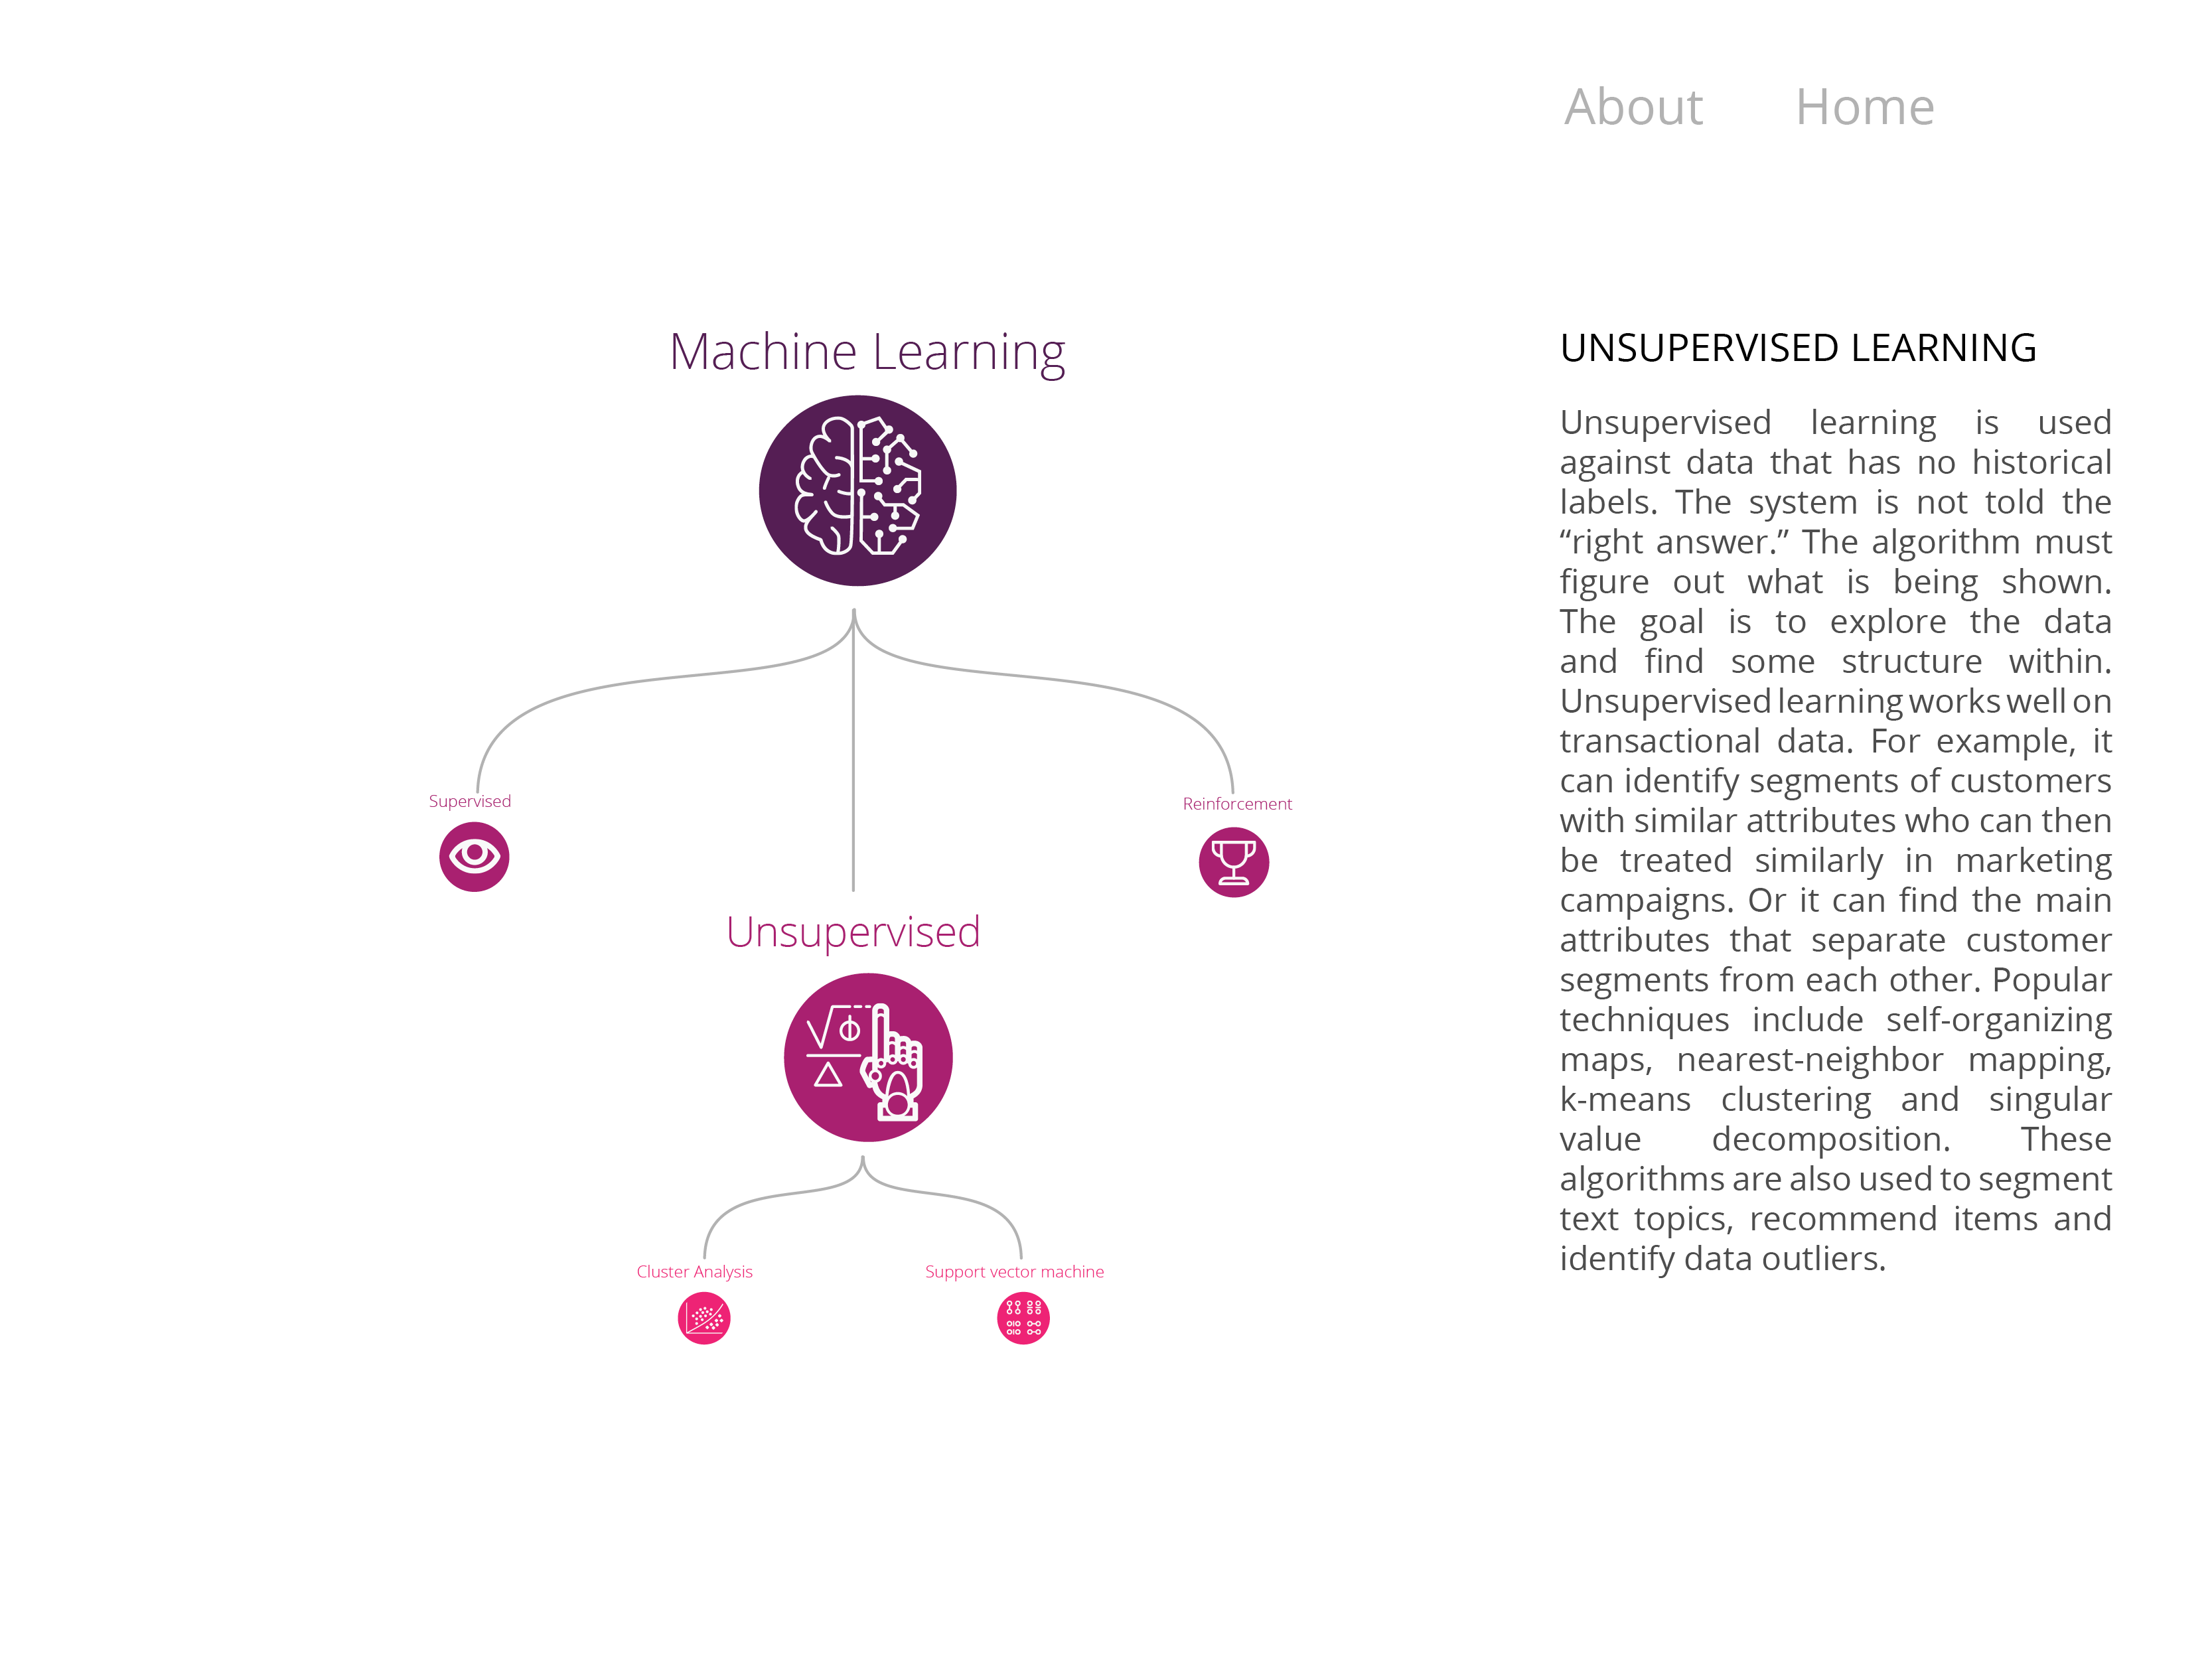 About Home
Machine Learning
Supervised
Reinforcement
Unsupervised
Cluster Analysis
Support vector machine
UNSUPERVISED LEARNING
Unsupervised learning is used
against data that has no historical
labels. The system is not told the
“right answer.” The algorithm must
figure out what is being shown.
The goal is to explore the data
and find some structure within.
Unsupervised learning works well on
transactional data. For example, it
can identify segments of customers
with similar attributes who can then
be treated similarly in marketing
campaigns. Or it can find the main
attributes that separate customer
segments from each other. Popular
techniques include self-organizing
maps, nearest-neighbor mapping,
k-means clustering and singular
value decomposition. These
algorithms are also used to segment
text topics, recommend items and
identify data outliers.